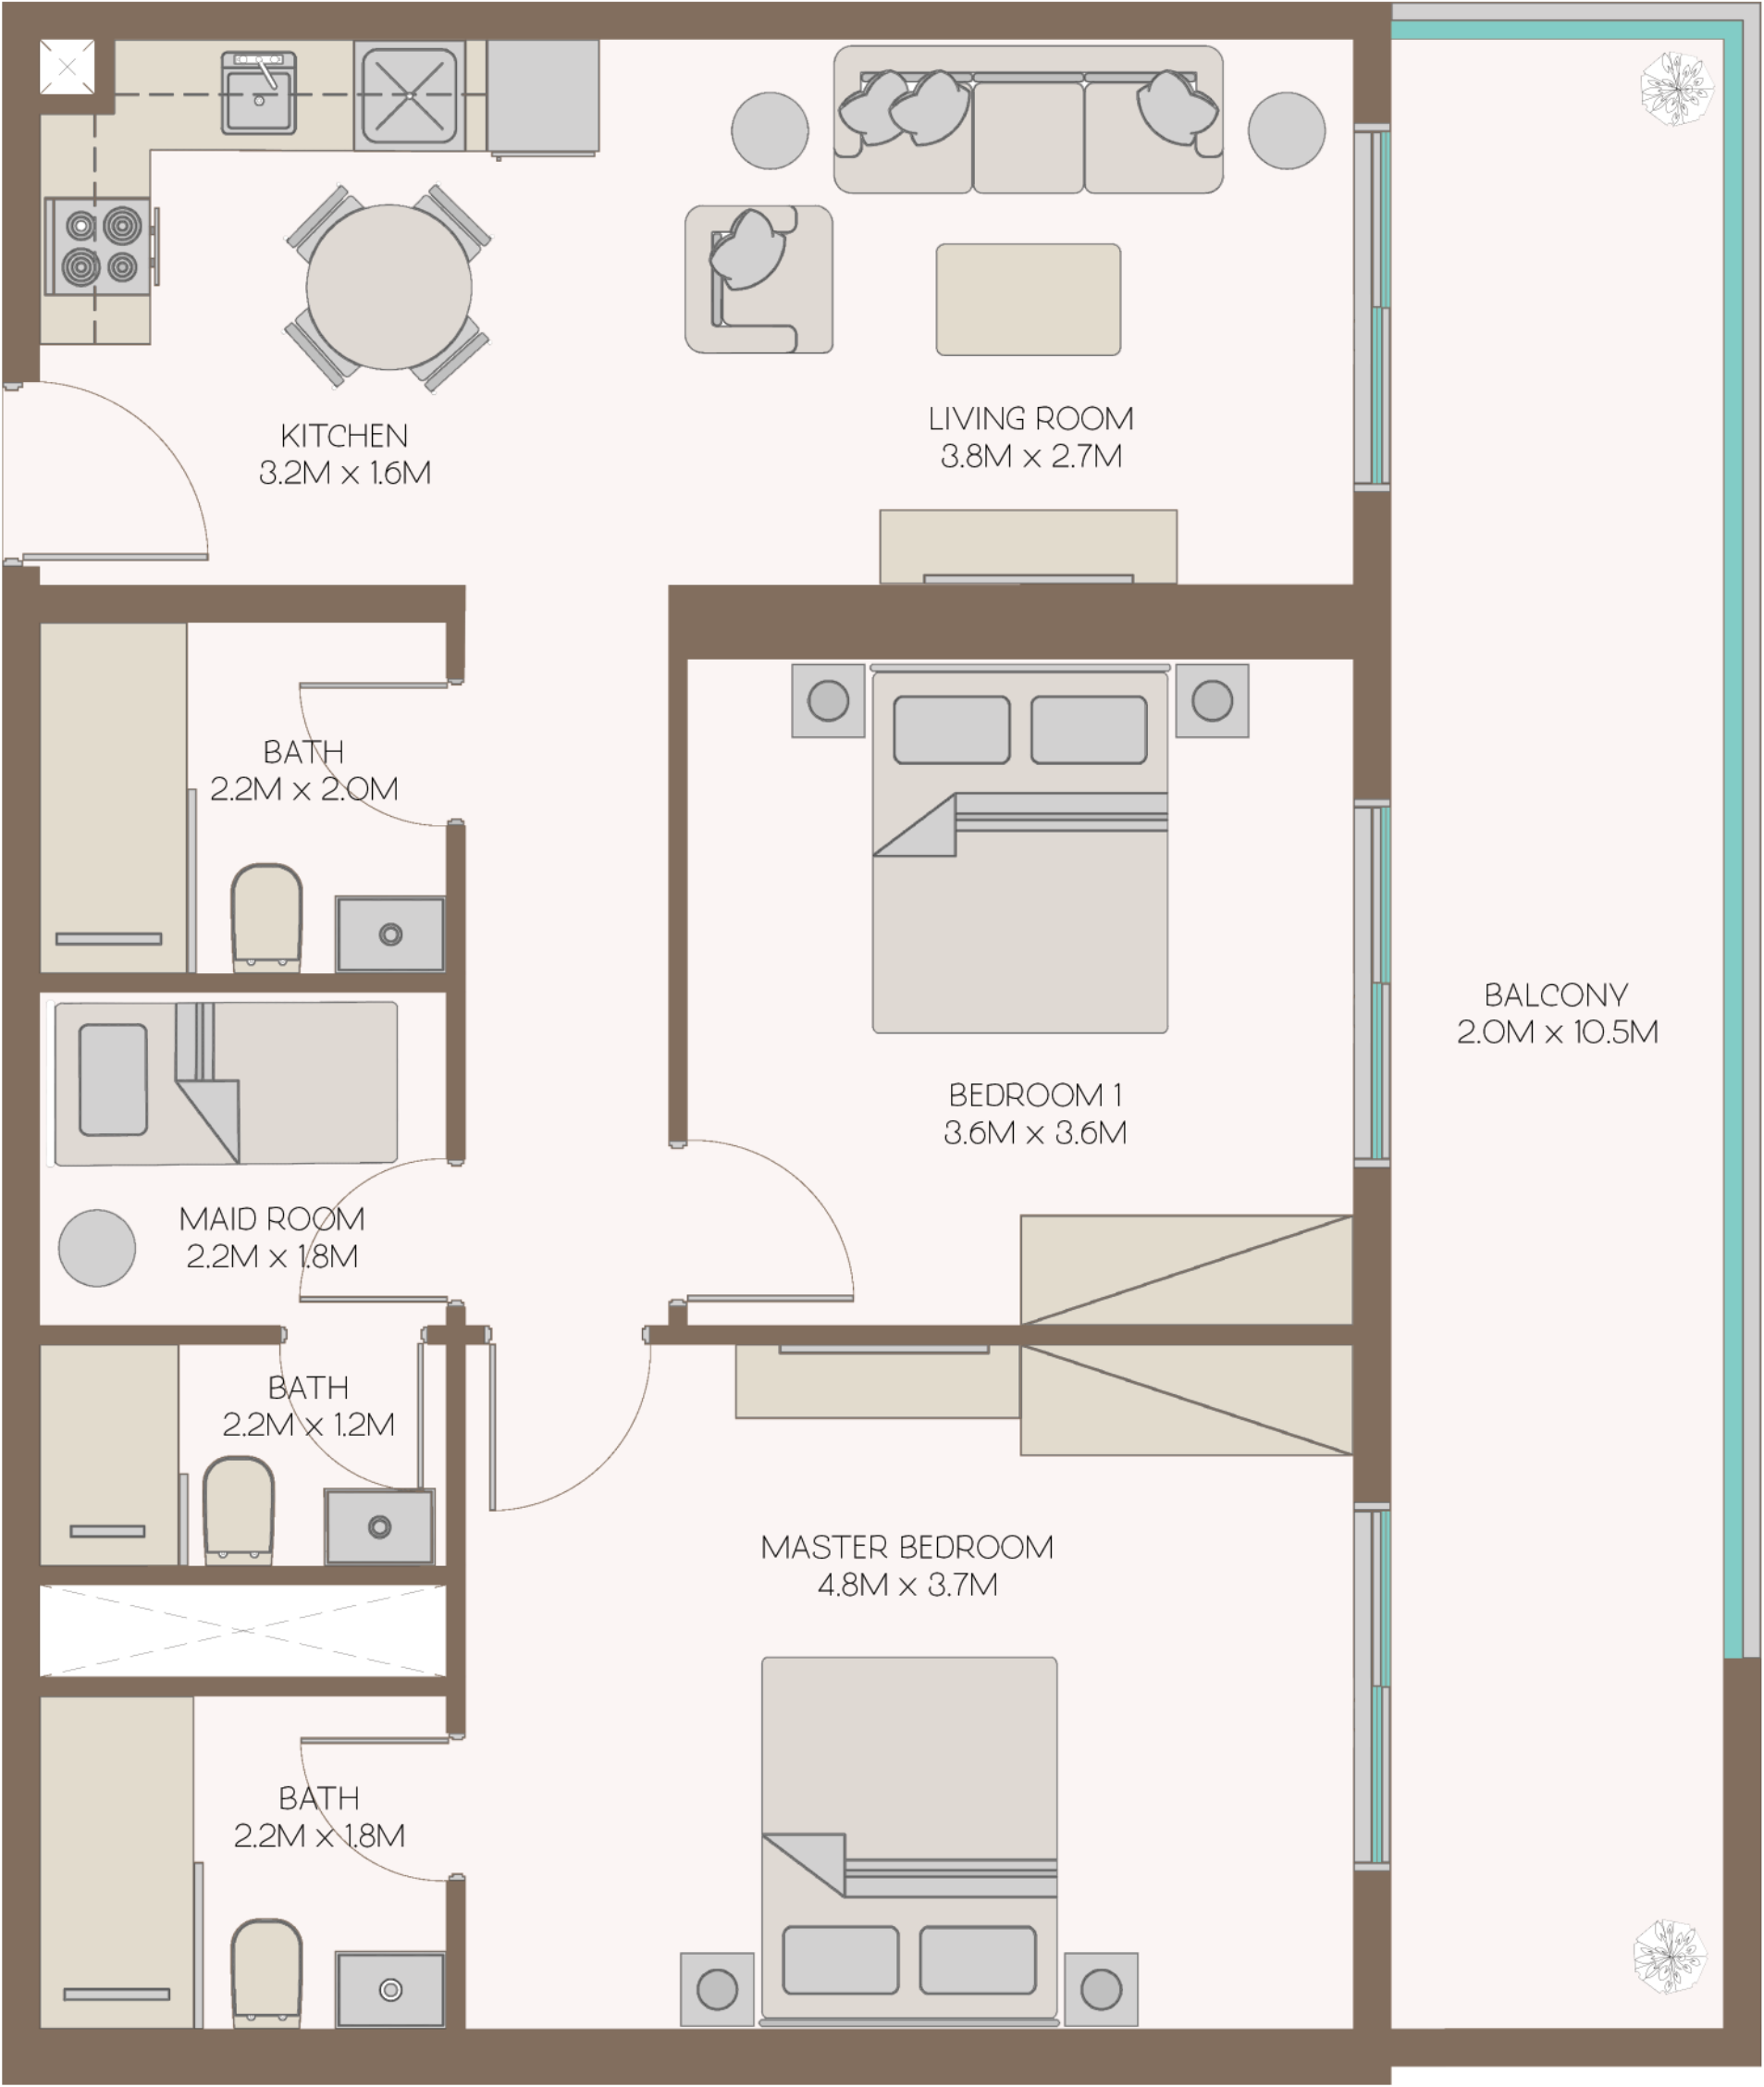 KITCHEN
3.2M x 1.6M
LIVING ROOM
3.8M x 2.7M
BATH
2.2M x 2.0M
BALCONY
2.0M x 10.5M
BEDROOM 1
3.6M x 3.6M
MAID ROOM
2.2M x 1.8M
BATH
2.2M x 1.2M
MASTER BEDROOM
4.8M x 3.7M
BATH
2.2M x 1.8M